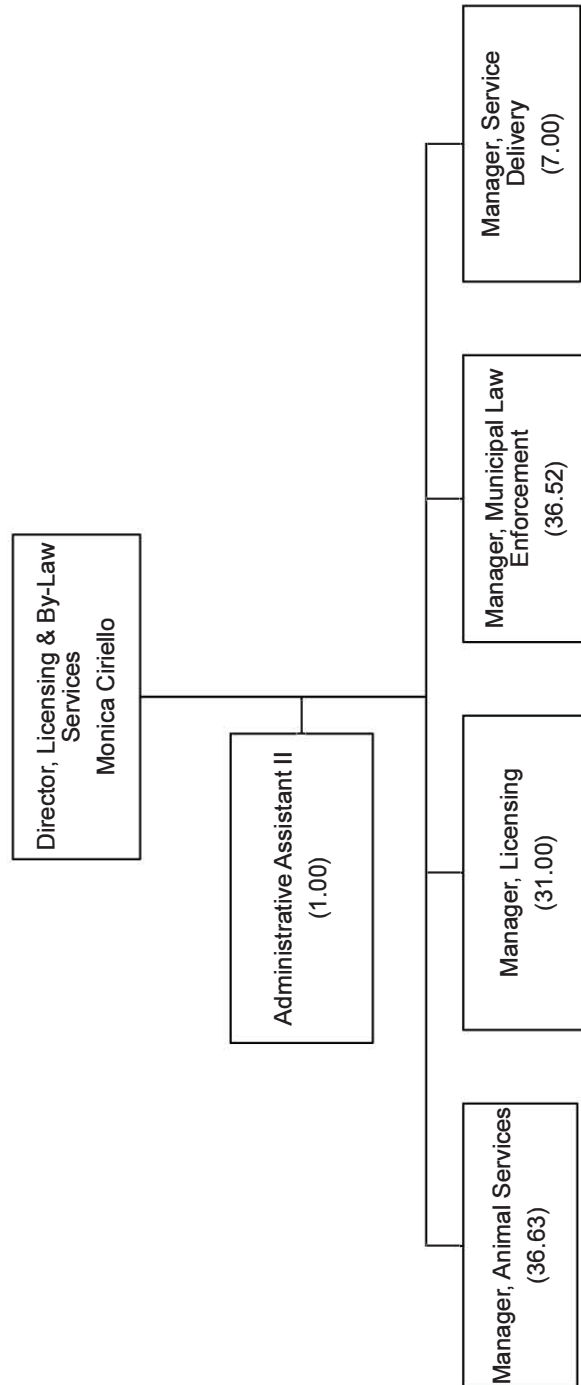 Director, Licensing & By-Law
Services
Monica Ciriello
Administrative Assistant II
(1.00)
Manager, Animal Services
(36.63)
Manager, Licensing
(31.00)
Manager, Municipal Law
Enforcement
(36.52)
Manager, Service
Delivery
(7.00)